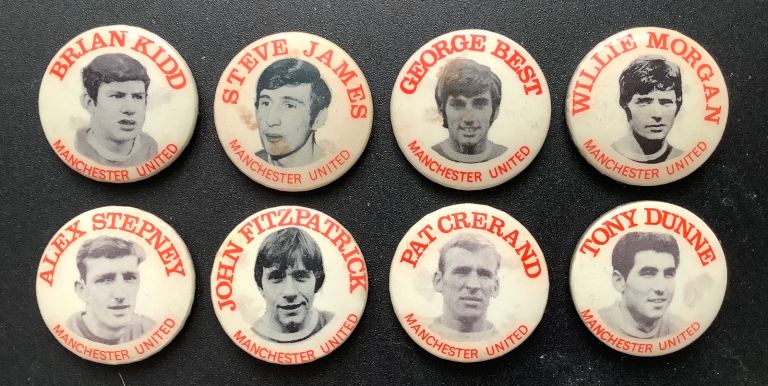 BRIAN KIDD
MANCHESTER UNITED
STEVE JAMES
MANCHESTER UNITED
GEORGE BEST
MANCHESTER UNITED
WILLIE MORGAN
MANCHESTER UNITED
ALEX STEPNEY
MANCHESTER UNITED
JOHN FITZPATRICK
MANCHESTER UNITED
PAT CRERAND
MANCHESTER UNITED
TONY DUNNE
MANCHESTER UNITED